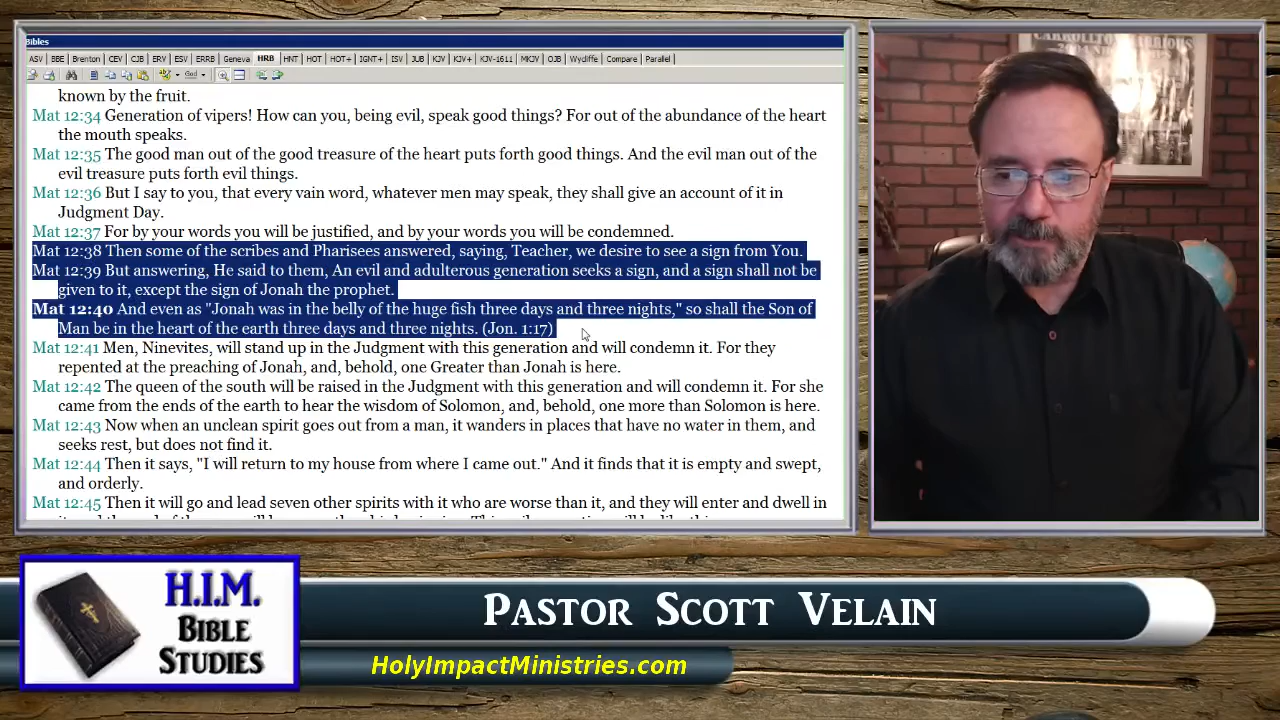 Bibles
ASV BBE Brenton CEV CJB ERV ESV ERRB Geneva HRB HNT HOT HOT+ IGNT+ ISV JUB KJV KJV+ KJV-1611 MKJV OJB Wydiffe Compare Parallel
God
known by the fruit.
Mat 12:34 Generation of vipers! How can you, being evil, speak good things? For out of the abundance of the heart
the mouth speaks.
Mat 12:35 The good man out of the good treasure of the heart puts forth good things. And the evil man out of the
evil treasure puts forth evil things.
Mat 12:36 But I say to you, that every vain word, whatever men may speak, they shall give an account of it in
Judgment Day.
Mat 12:37 For by your words you will be justified, and by your words you will be condemned.
Mat 12:38 Then some of the scribes and Pharisees answered, saying, Teacher, we desire to see a sign from You.
Mat 12:39 But answering, He said to them, An evil and adulterous generation seeks a sign, and a sign shall not be
given to it, except the sign of Jonah the prophet.
Mat 12:40 And even as "Jonah was in the belly of the huge fish three days and three nights," so shall the Son of
Man be in the heart of the earth three days and three nights. (Jon. 1:17)
Mat 12:41 Men, Ninevites, will stand up in the Judgment with this generation and will condemn it. For they
repented at the preaching of Jonah, and, behold, one Greater than Jonah is here.
Mat 12:42 The queen of the south will be raised in the Judgment with this generation and will condemn it. For she
came from the ends of the earth to hear the wisdom of Solomon, and, behold, one more than Solomon is here.
Mat 12:43 Now when an unclean spirit goes out from a man, it wanders in places that have no water in them, and
seeks rest, but does not find it.
Mat 12:44 Then it says, "I will return to my house from where I came out." And it finds that it is empty and swept,
and orderly.
Mat 12:45 Then it will go and lead seven other spirits with it who are worse than it, and they will enter and dwell in
CARROLLTON WARRIORS
H.I.M.
BIBLE
STUDIES
PASTOR SCOTT VELAIN
HolyImpactMinistries.com